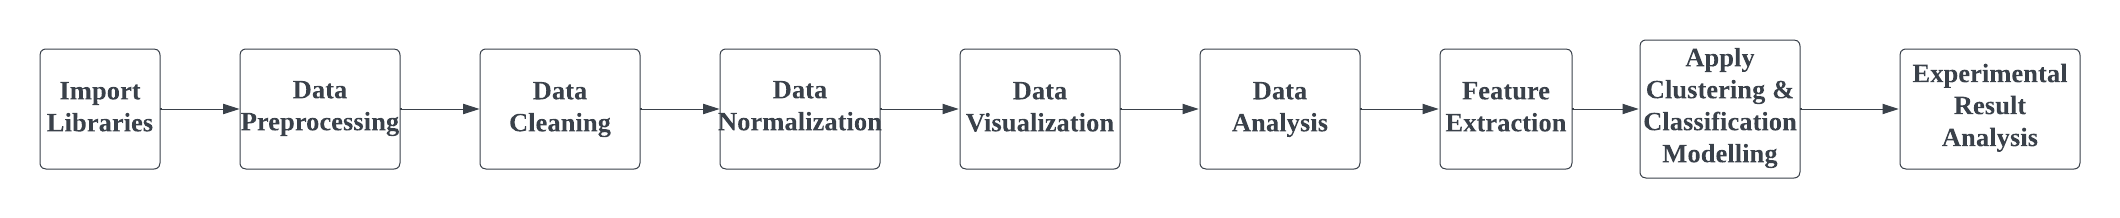 Import
Libraries
Data
Preprocessing
Data
Cleaning
Data
Normalization
Data
Visualization
Data
Analysis
Feature
Extraction
Apply
Clustering &
Classification
Modelling
Experimental
Result
Analysis